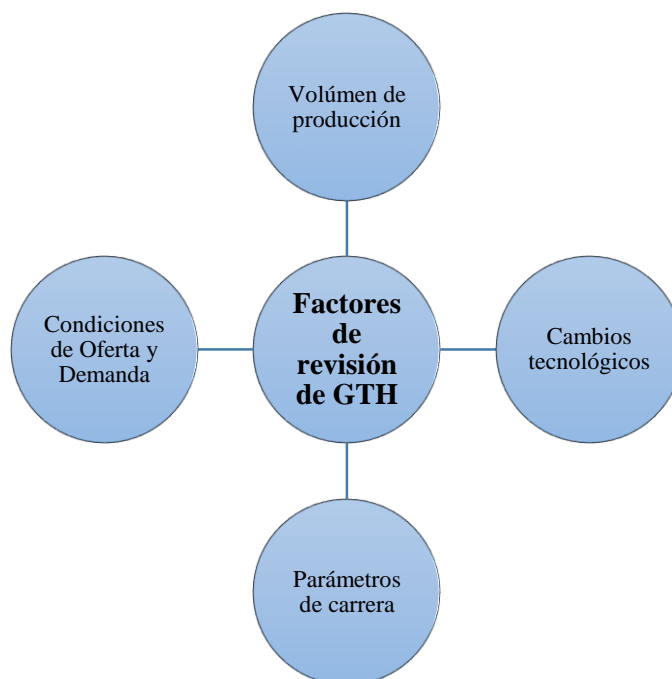 Volúmen de
producción
Condiciones
de Oferta y
Demanda
Factores
de
revisión
de GTH
Cambios
tecnológicos
Parámetros
de carrera